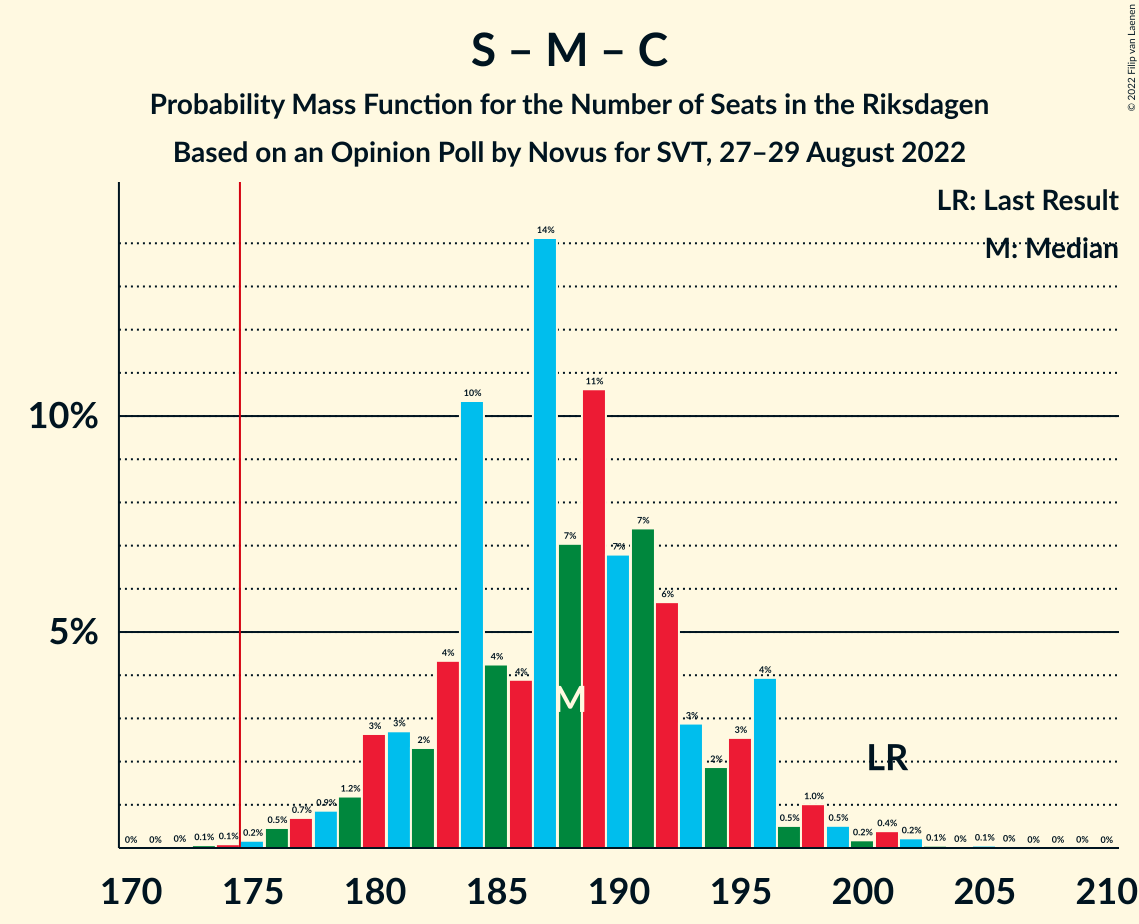 © 2022 Filip van Laenen
S – M – C
Probability Mass Function for the Number of Seats in the Riksdagen
Based on an Opinion Poll by Novus for SVT, 27–29 August 2022
LR: Last Result
M: Median
10%
5%
0% 0% 0% 0.1% 0.1% 0.2% 0.5% 0.7% 0.9% 1.2% 3% 3% 2% 4% 10% 4% 4% 14% 7% 11% 7% 7% 6% 3% 2% 3% 4% 0.5% 1.0% 0.5% 0.2% 0.4% 0.2% 0.1% 0% 0.1% 0% 0% 0% 0% 0%
M
LR
170 175 180 185 190 195 200 205 210